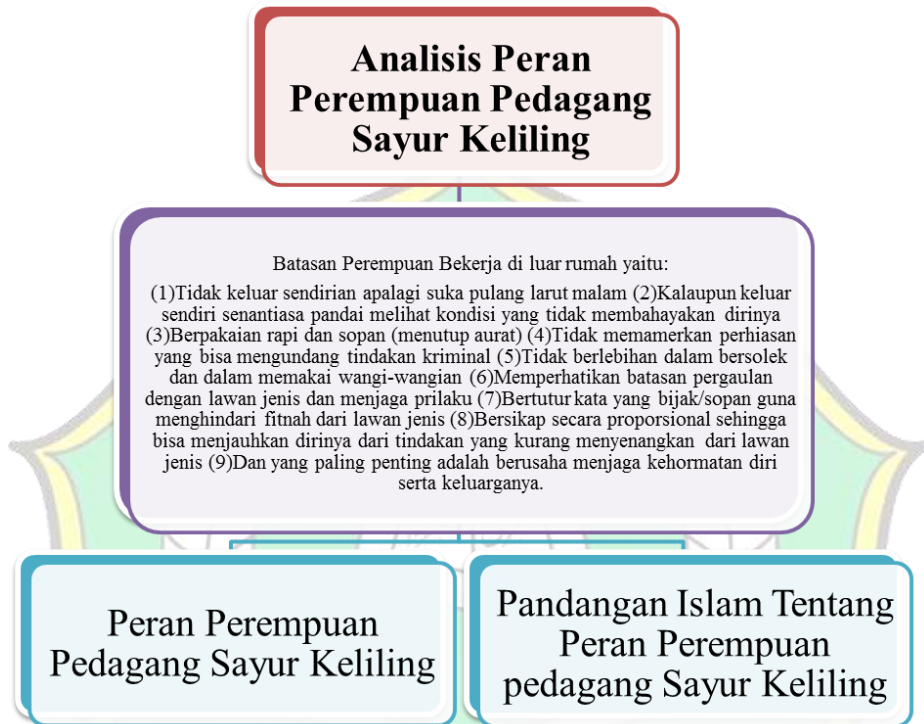 Analisis Peran
Perempuan Pedagang
Sayur Keliling
Batasan Perempuan Bekerja di luar rumah yaitu:
(1)Tidak keluar sendirian apalagi suka pulang larut malam (2)Kalaupun keluar
sendiri senantiasa pandai melihat kondisi yang tidak membahayakan dirinya
(3)Berpakaian rapi dan sopan (menutup aurat) (4)Tidak memamerkan perhiasan
yang bisa mengundang tindakan kriminal (5)Tidak berlebihan dalam bersolek
dan dalam memakai wangi-wangian (6)Memperhatikan batasan pergaulan
dengan lawan jenis dan menjaga prilaku (7)Bertutur kata yang bijak/sopan guna
menghindari fitnah dari lawan jenis (8)Bersikap secara proporsional sehingga
bisa menjauhkan dirinya dari tindakan yang kurang menyenangkan dari lawan
jenis (9)Dan yang paling penting adalah berusaha menjaga kehormatan diri
serta keluarganya.
Peran Perempuan
Pedagang Sayur Keliling
Pandangan Islam Tentang
Peran Perempuan
pedagang Sayur Keliling